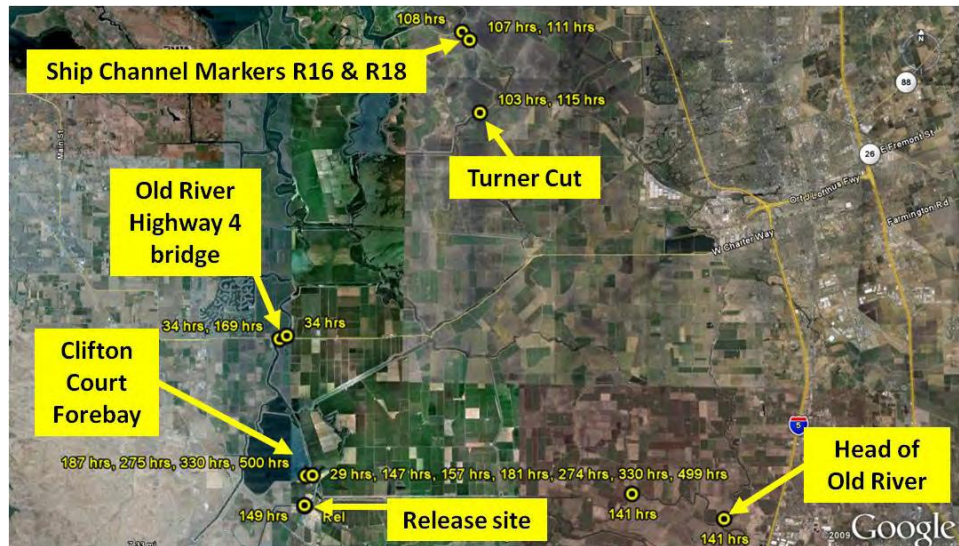 108 hrs
107 hrs, 111 hrs
Ship Channel Markers R16 & R18
88
103 hrs, 115 hrs
Main St
E Fremont St
26
Turner Cut
Old River
Highway 4
bridge
Farmington Rd
W Charter Way
34 hrs, 169 hrs
34 hrs
Clifton
Court
Forebay
5
Head of
Old River
187 hrs, 275 hrs, 330 hrs, 500 hrs
29 hrs, 147 hrs, 157 hrs, 181 hrs, 274 hrs, 330 hrs, 499 hrs
149 hrs
Rel
Release site
141 hrs
141 hrs
©2009 Google